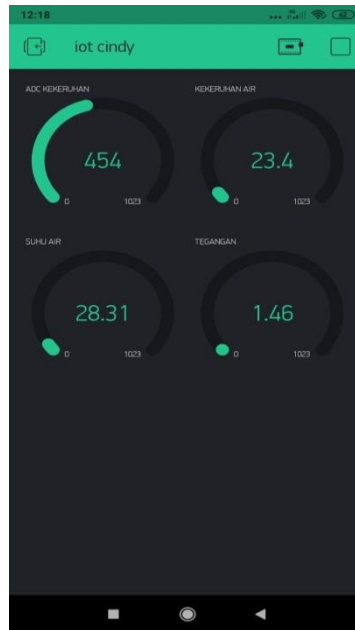 12:18
iot cindy
ADC KEKERUHAN
KEKERUHAN AIR
454
23.4
0
1023
0
1023
SUHU AIR
TEGANGAN
28.31
1.46
0
1023
0
1023